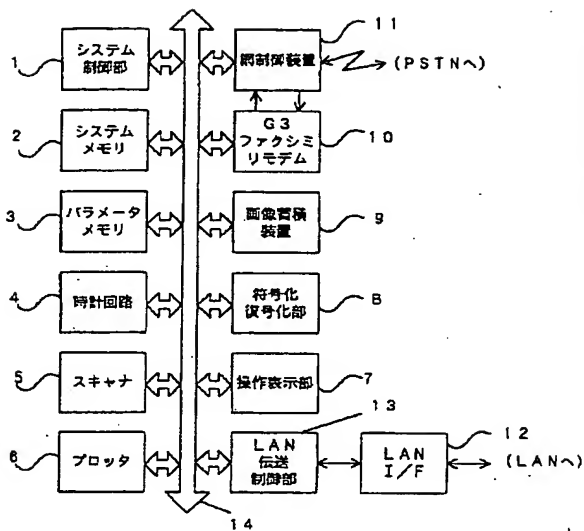 11
1
システム
制御部
網制御装置
(PSTNへ)
2
システム
メモリ
G3
ファクシミ
リモデム
10
3
パラメータ
メモリ
画像蓄積
装置
9
4
時計回路
符号化
復号化部
8
5
スキャナ
操作表示部
7
13
6
プロッタ
LAN
伝送
制御部
LAN
I/F
12
(LANへ)
14